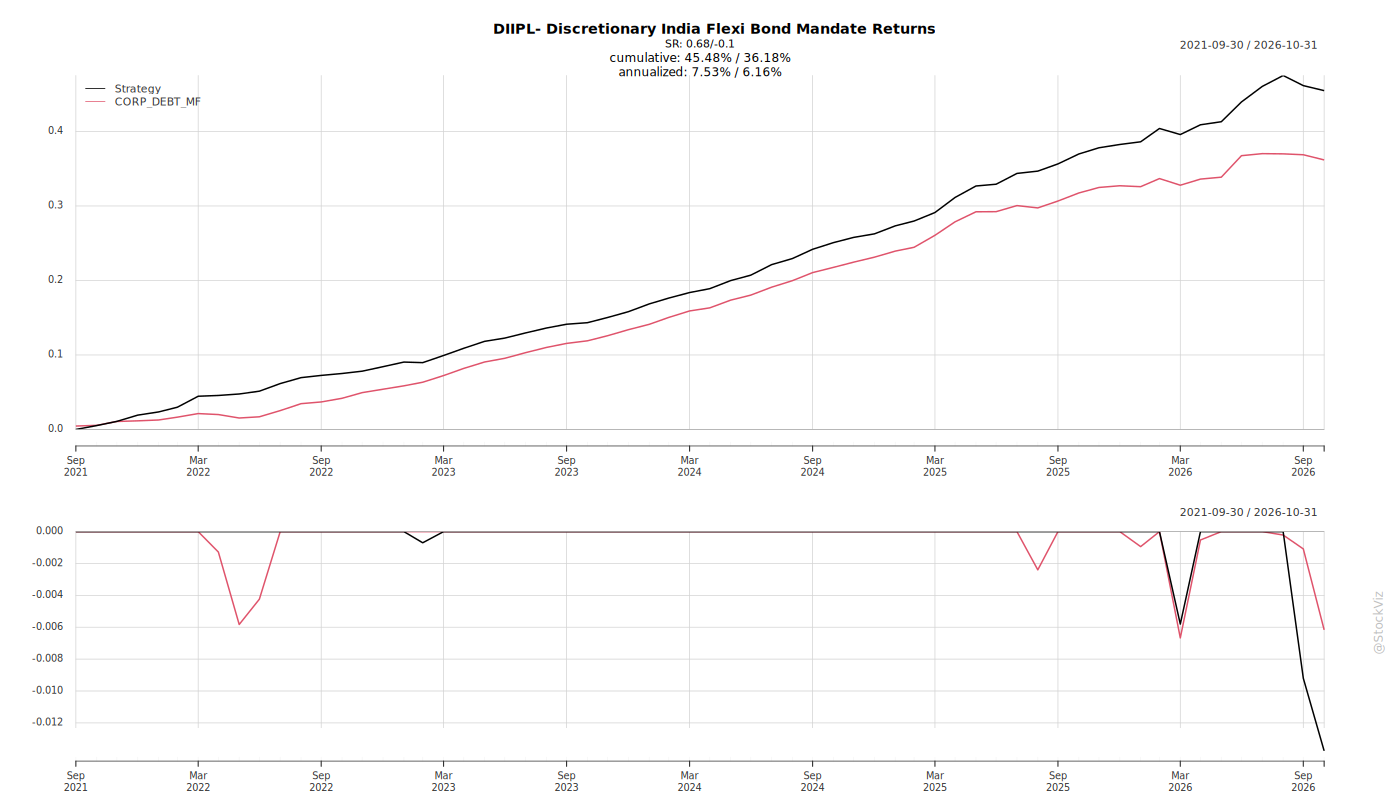 DIIPL- Discretionary India Flexi Bond Mandate Returns
SR: 0.68/-0.1
cumulative: 45.48% / 36.18%
annualized: 7.53% / 6.16%
2021-09-30 / 2026-10-31
Strategy
CORP_DEBT_MF
0.4
0.3
0.2
0.1
0.0
Sep Mar Sep Mar Sep Mar Sep Mar Sep Mar Sep
2021 2022 2022 2023 2023 2024 2024 2025 2025 2026 2026
2021-09-30 / 2026-10-31
0.000
-0.002
-0.004
-0.006
-0.008
-0.010
-0.012
Sep Mar Sep Mar Sep Mar Sep Mar Sep Mar Sep
2021 2022 2022 2023 2023 2024 2024 2025 2025 2026 2026
@StockViz